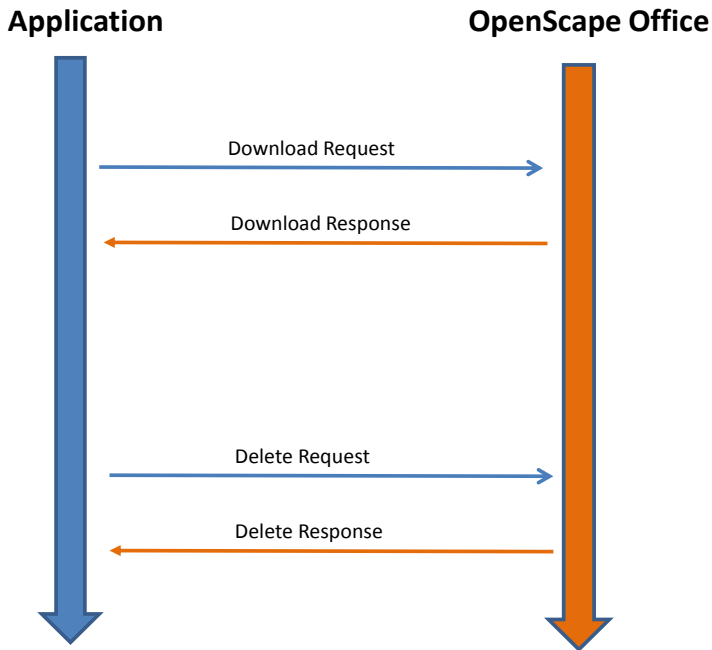 Application
OpenScape Office
Download Request
Download Response
Delete Request
Delete Response